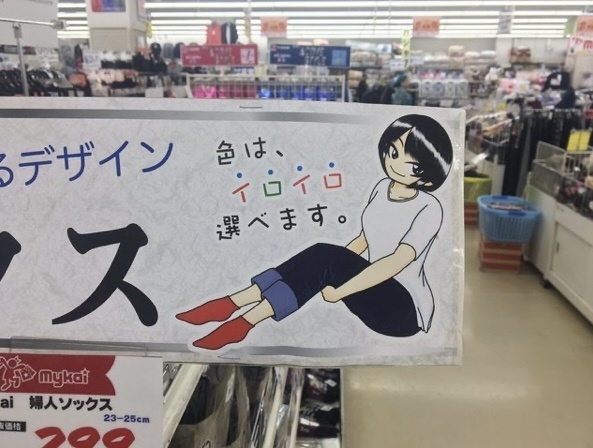 るデザイン
色は、
イロイロ
選べます。
ス
mykai
ai 婦人ソックス
23-25cm
299